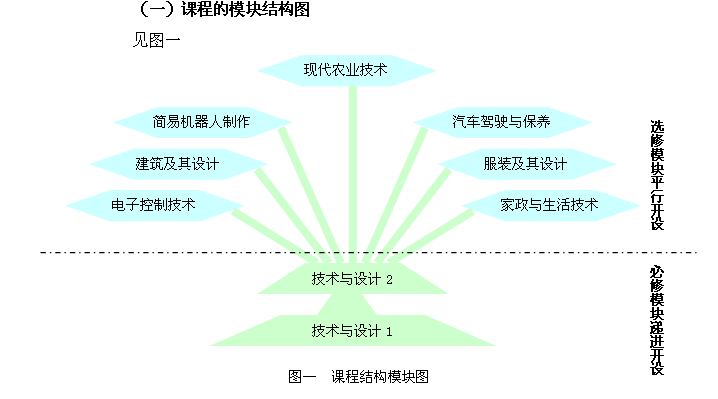 （一）课程的模块结构图
见图一
现代农业技术
简易机器人制作
汽车驾驶与保养
建筑及其设计
服装及其设计
电子控制技术
家政与生活技术
选修模块平行开设
技术与设计 2
技术与设计 1
必修模块递进开设
图一 课程结构模块图